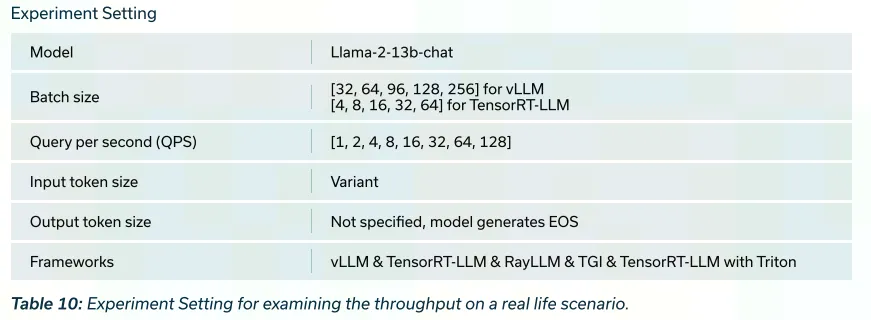 Experiment Setting
Model Llama-2-13b-chat
Batch size [32, 64, 96, 128, 256] for vLLM
[4, 8, 16, 32, 64] for TensorRT-LLM
Query per second (QPS) [1, 2, 4, 8, 16, 32, 64, 128]
Input token size Variant
Output token size Not specified, model generates EOS
Frameworks vLLM & TensorRT-LLM & RayLLM & TGI & TensorRT-LLM with Triton
Table 10: Experiment Setting for examining the throughput on a real life scenario.